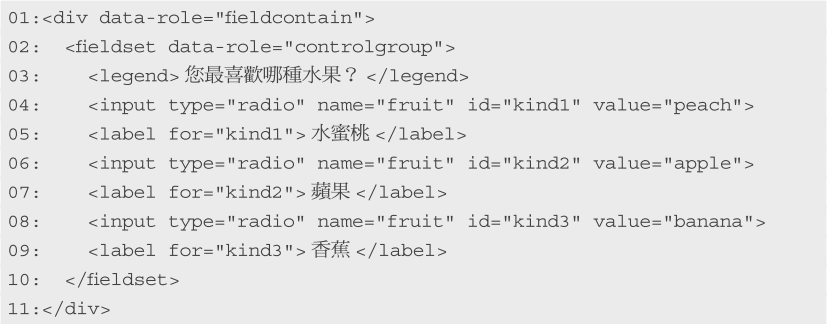 01:<div data-role="fieldcontain">
02:  <fieldset data-role="controlgroup">
03:    <legend>您最喜歡哪種水果？</legend>
04:    <input type="radio" name="fruit" id="kind1" value="peach">
05:    <label for="kind1">水蜜桃</label>
06:    <input type="radio" name="fruit" id="kind2" value="apple">
07:    <label for="kind2">蘋果</label>
08:    <input type="radio" name="fruit" id="kind3" value="banana">
09:    <label for="kind3">香蕉</label>
10:  </fieldset>
11:</div>